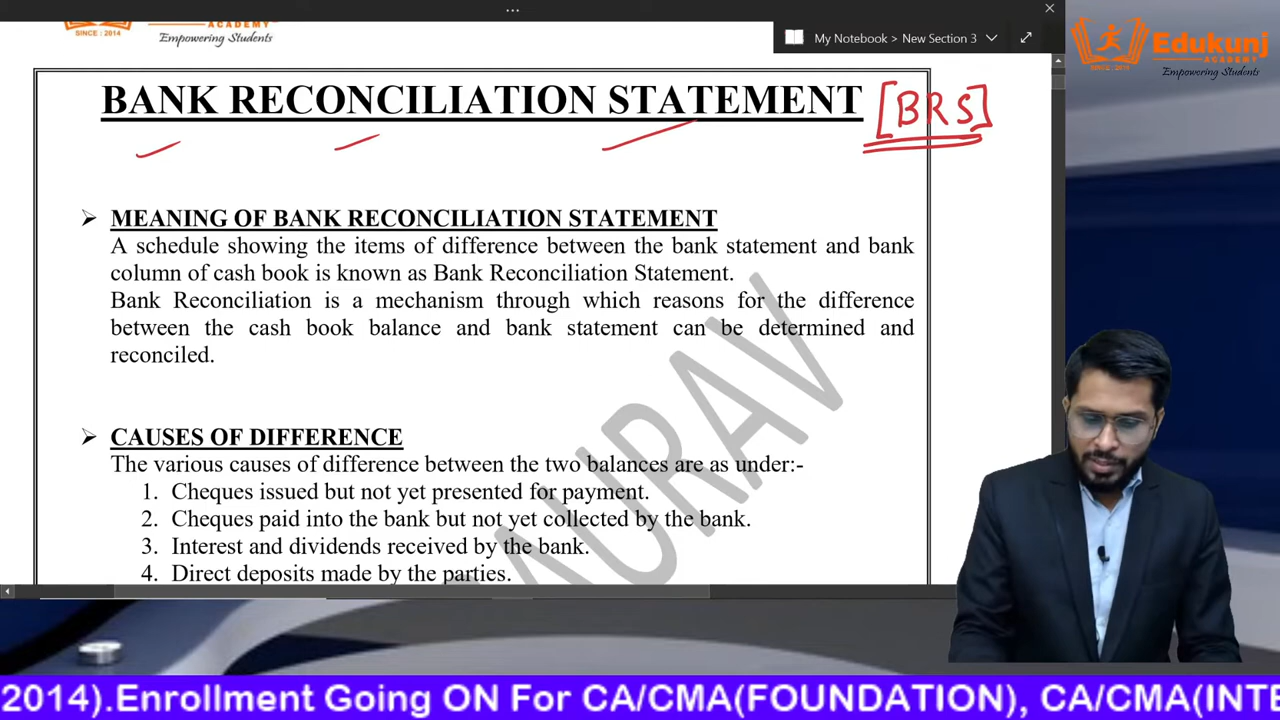 ACADEMY
SINCE : 2014
Empowering Students
My Notebook > New Section 3
Edukunj
ACADEMY
SINCE : 2014
Empowering Students
BANK RECONCILIATION STATEMENT [BRS]
➢ MEANING OF BANK RECONCILIATION STATEMENT
A schedule showing the items of difference between the bank statement and bank
column of cash book is known as Bank Reconciliation Statement.
Bank Reconciliation is a mechanism through which reasons for the difference
between the cash book balance and bank statement can be determined and
reconciled.
➢ CAUSES OF DIFFERENCE
The various causes of difference between the two balances are as under:-
1. Cheques issued but not yet presented for payment.
2. Cheques paid into the bank but not yet collected by the bank.
3. Interest and dividends received by the bank.
4. Direct deposits made by the parties.
AURAV
2014).Enrollment Going ON For CA/CMA(FOUNDATION), CA/CMA(INTE